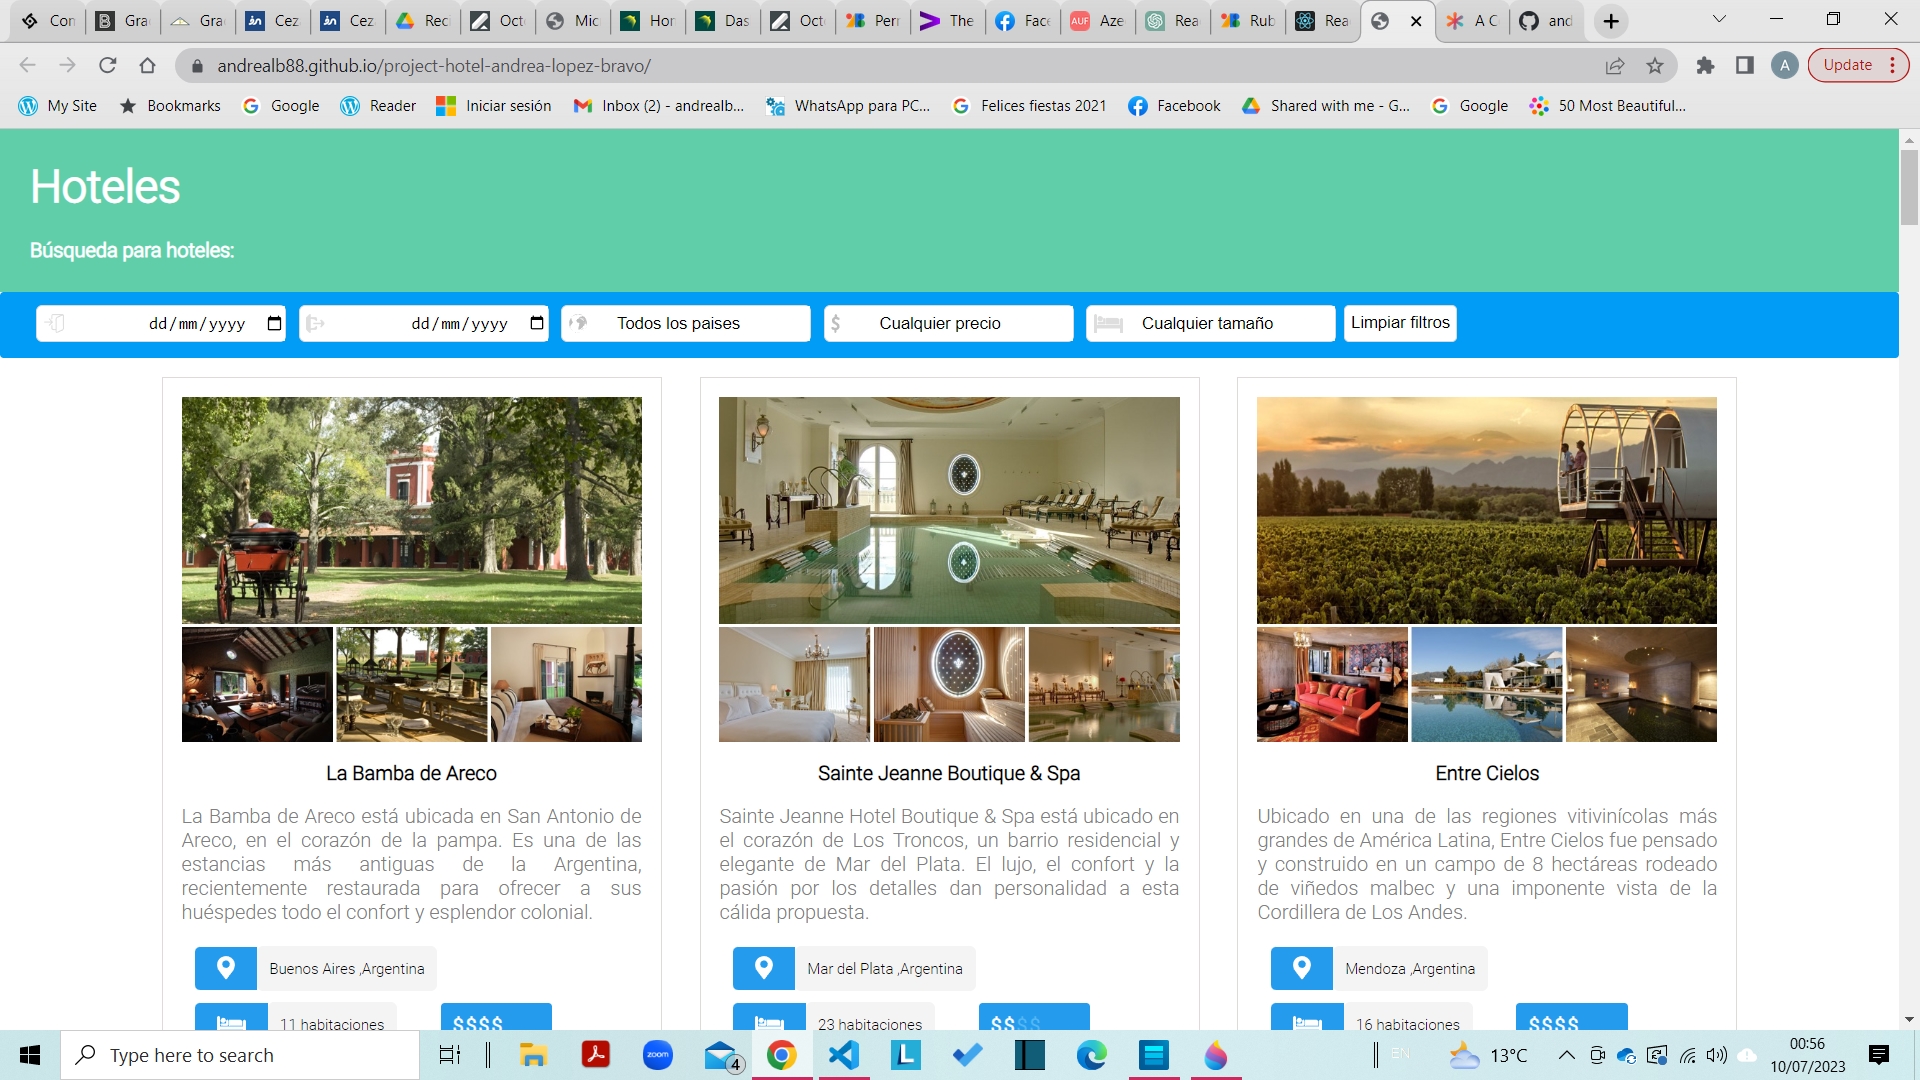 Con
Grac
Grac
Cez
Cez
Reci
Octo
Mic
Hor
Das
Octo
Perr
The
Face
AUF
Aze
Rea
Rub
Rea
A C
and
andrealb88.github.io/project-hotel-andrea-lopez-bravo/
A
Update
My Site
Bookmarks
Google
Reader
Iniciar sesión
Inbox (2) - andrealb...
WhatsApp para PC...
Felices fiestas 2021
Facebook
Shared with me - G...
Google
50 Most Beautiful...
Hoteles
Búsqueda para hoteles:
dd/mm/yyyy
dd/mm/yyyy
Todos los paises
$ Cualquier precio
Cualquier tamaño
Limpiar filtros
La Bamba de Areco
La Bamba de Areco está ubicada en San Antonio de
Areco, en el corazón de la pampa. Es una de las
estancias más antiguas de la Argentina,
recientemente restaurada para ofrecer a sus
huéspedes todo el confort y esplendor colonial.
Buenos Aires ,Argentina
11 habitaciones
$$$$
Sainte Jeanne Boutique & Spa
Sainte Jeanne Hotel Boutique & Spa está ubicado en
el corazón de Los Troncos, un barrio residencial y
elegante de Mar del Plata. El lujo, el confort y la
pasión por los detalles dan personalidad a esta
cálida propuesta.
Mar del Plata ,Argentina
23 habitaciones
$$$$
Entre Cielos
Ubicado en una de las regiones vitivinícolas más
grandes de América Latina, Entre Cielos fue pensado
y construido en un campo de 8 hectáreas rodeado
de viñedos malbec y una imponente vista de la
Cordillera de Los Andes.
Mendoza ,Argentina
16 habitaciones
$$$$
Type here to search
zoom
4
L
EN
13°C
00:56
10/07/2023